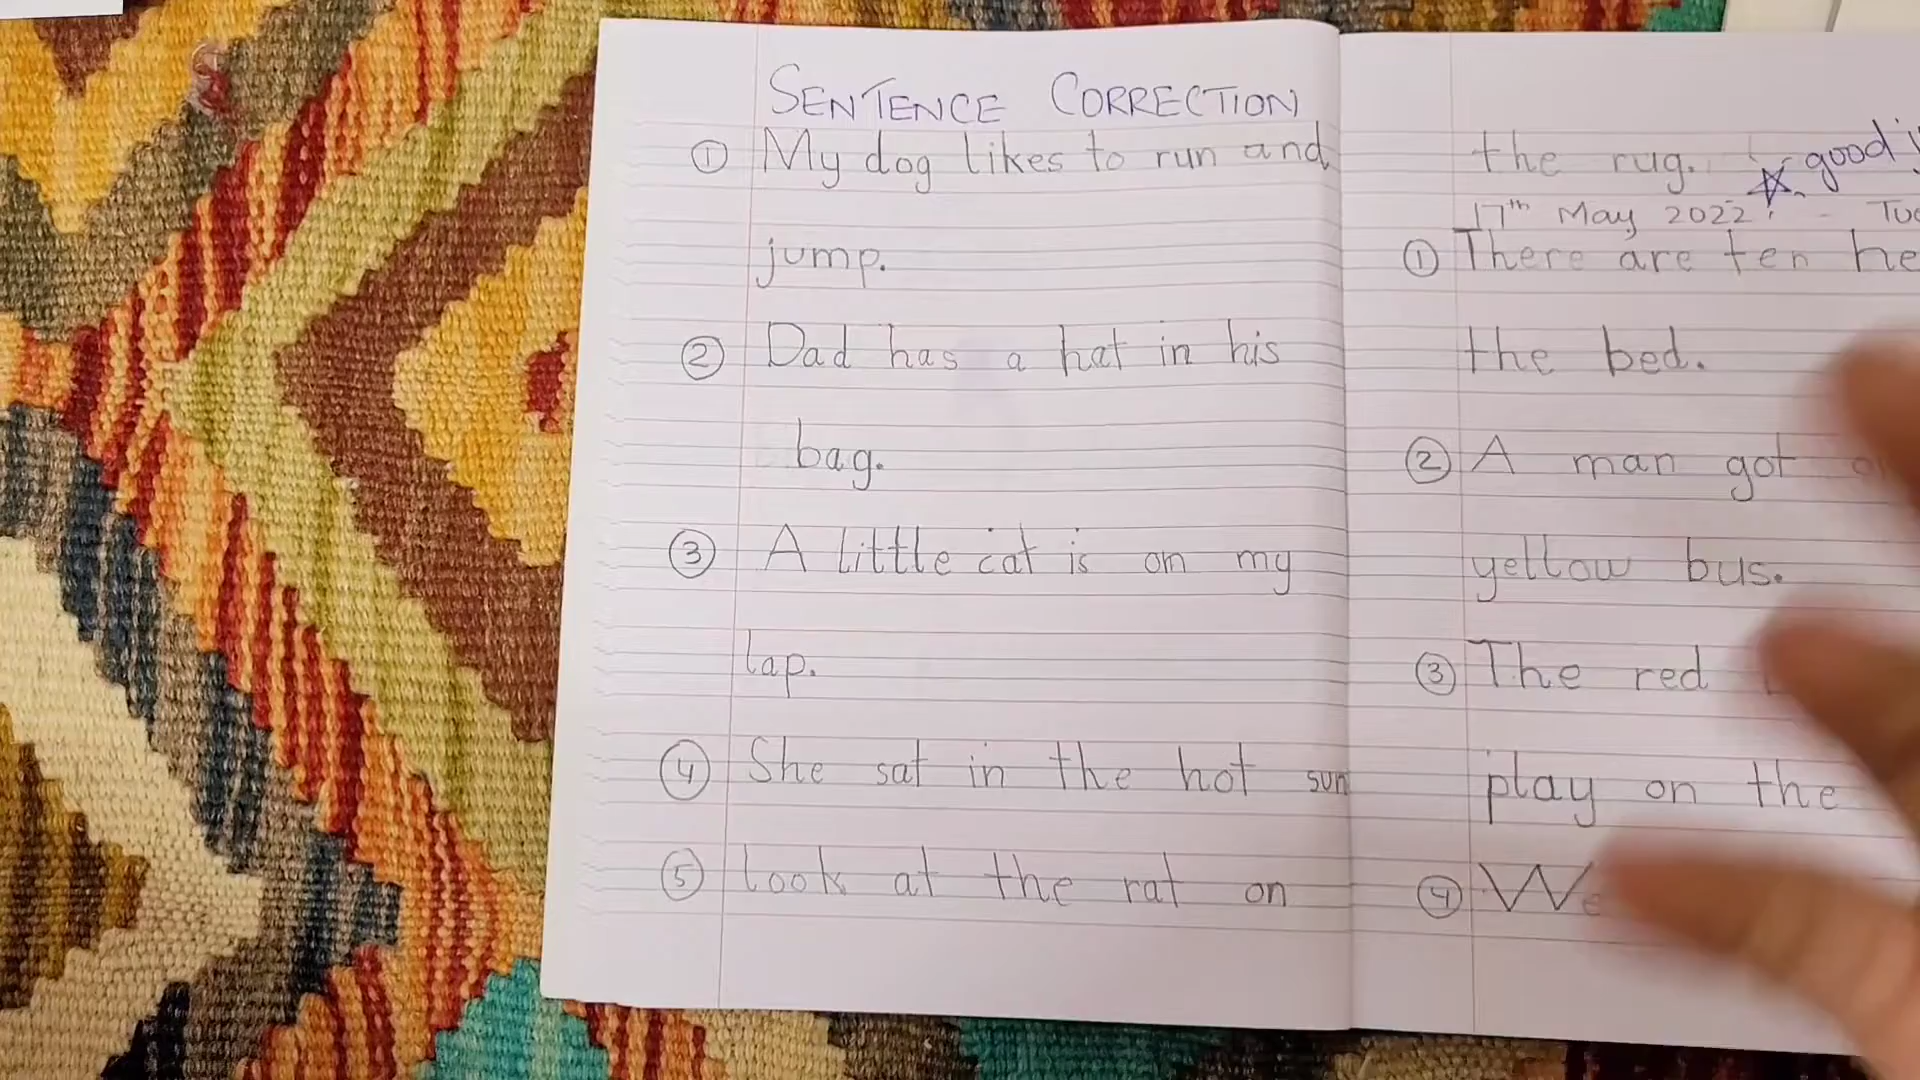 SENTENCE CORRECTION
① My dog likes to run and
jump.
② Dad has a hat in his
bag.
③ A little cat is on my
lap.
④ She sat in the hot sun
⑤ look at the rat on
the rug. good
17th May 2022
① There are ten
the bed.
② A man got
yellow bus.
③ The red
play on the
④ We